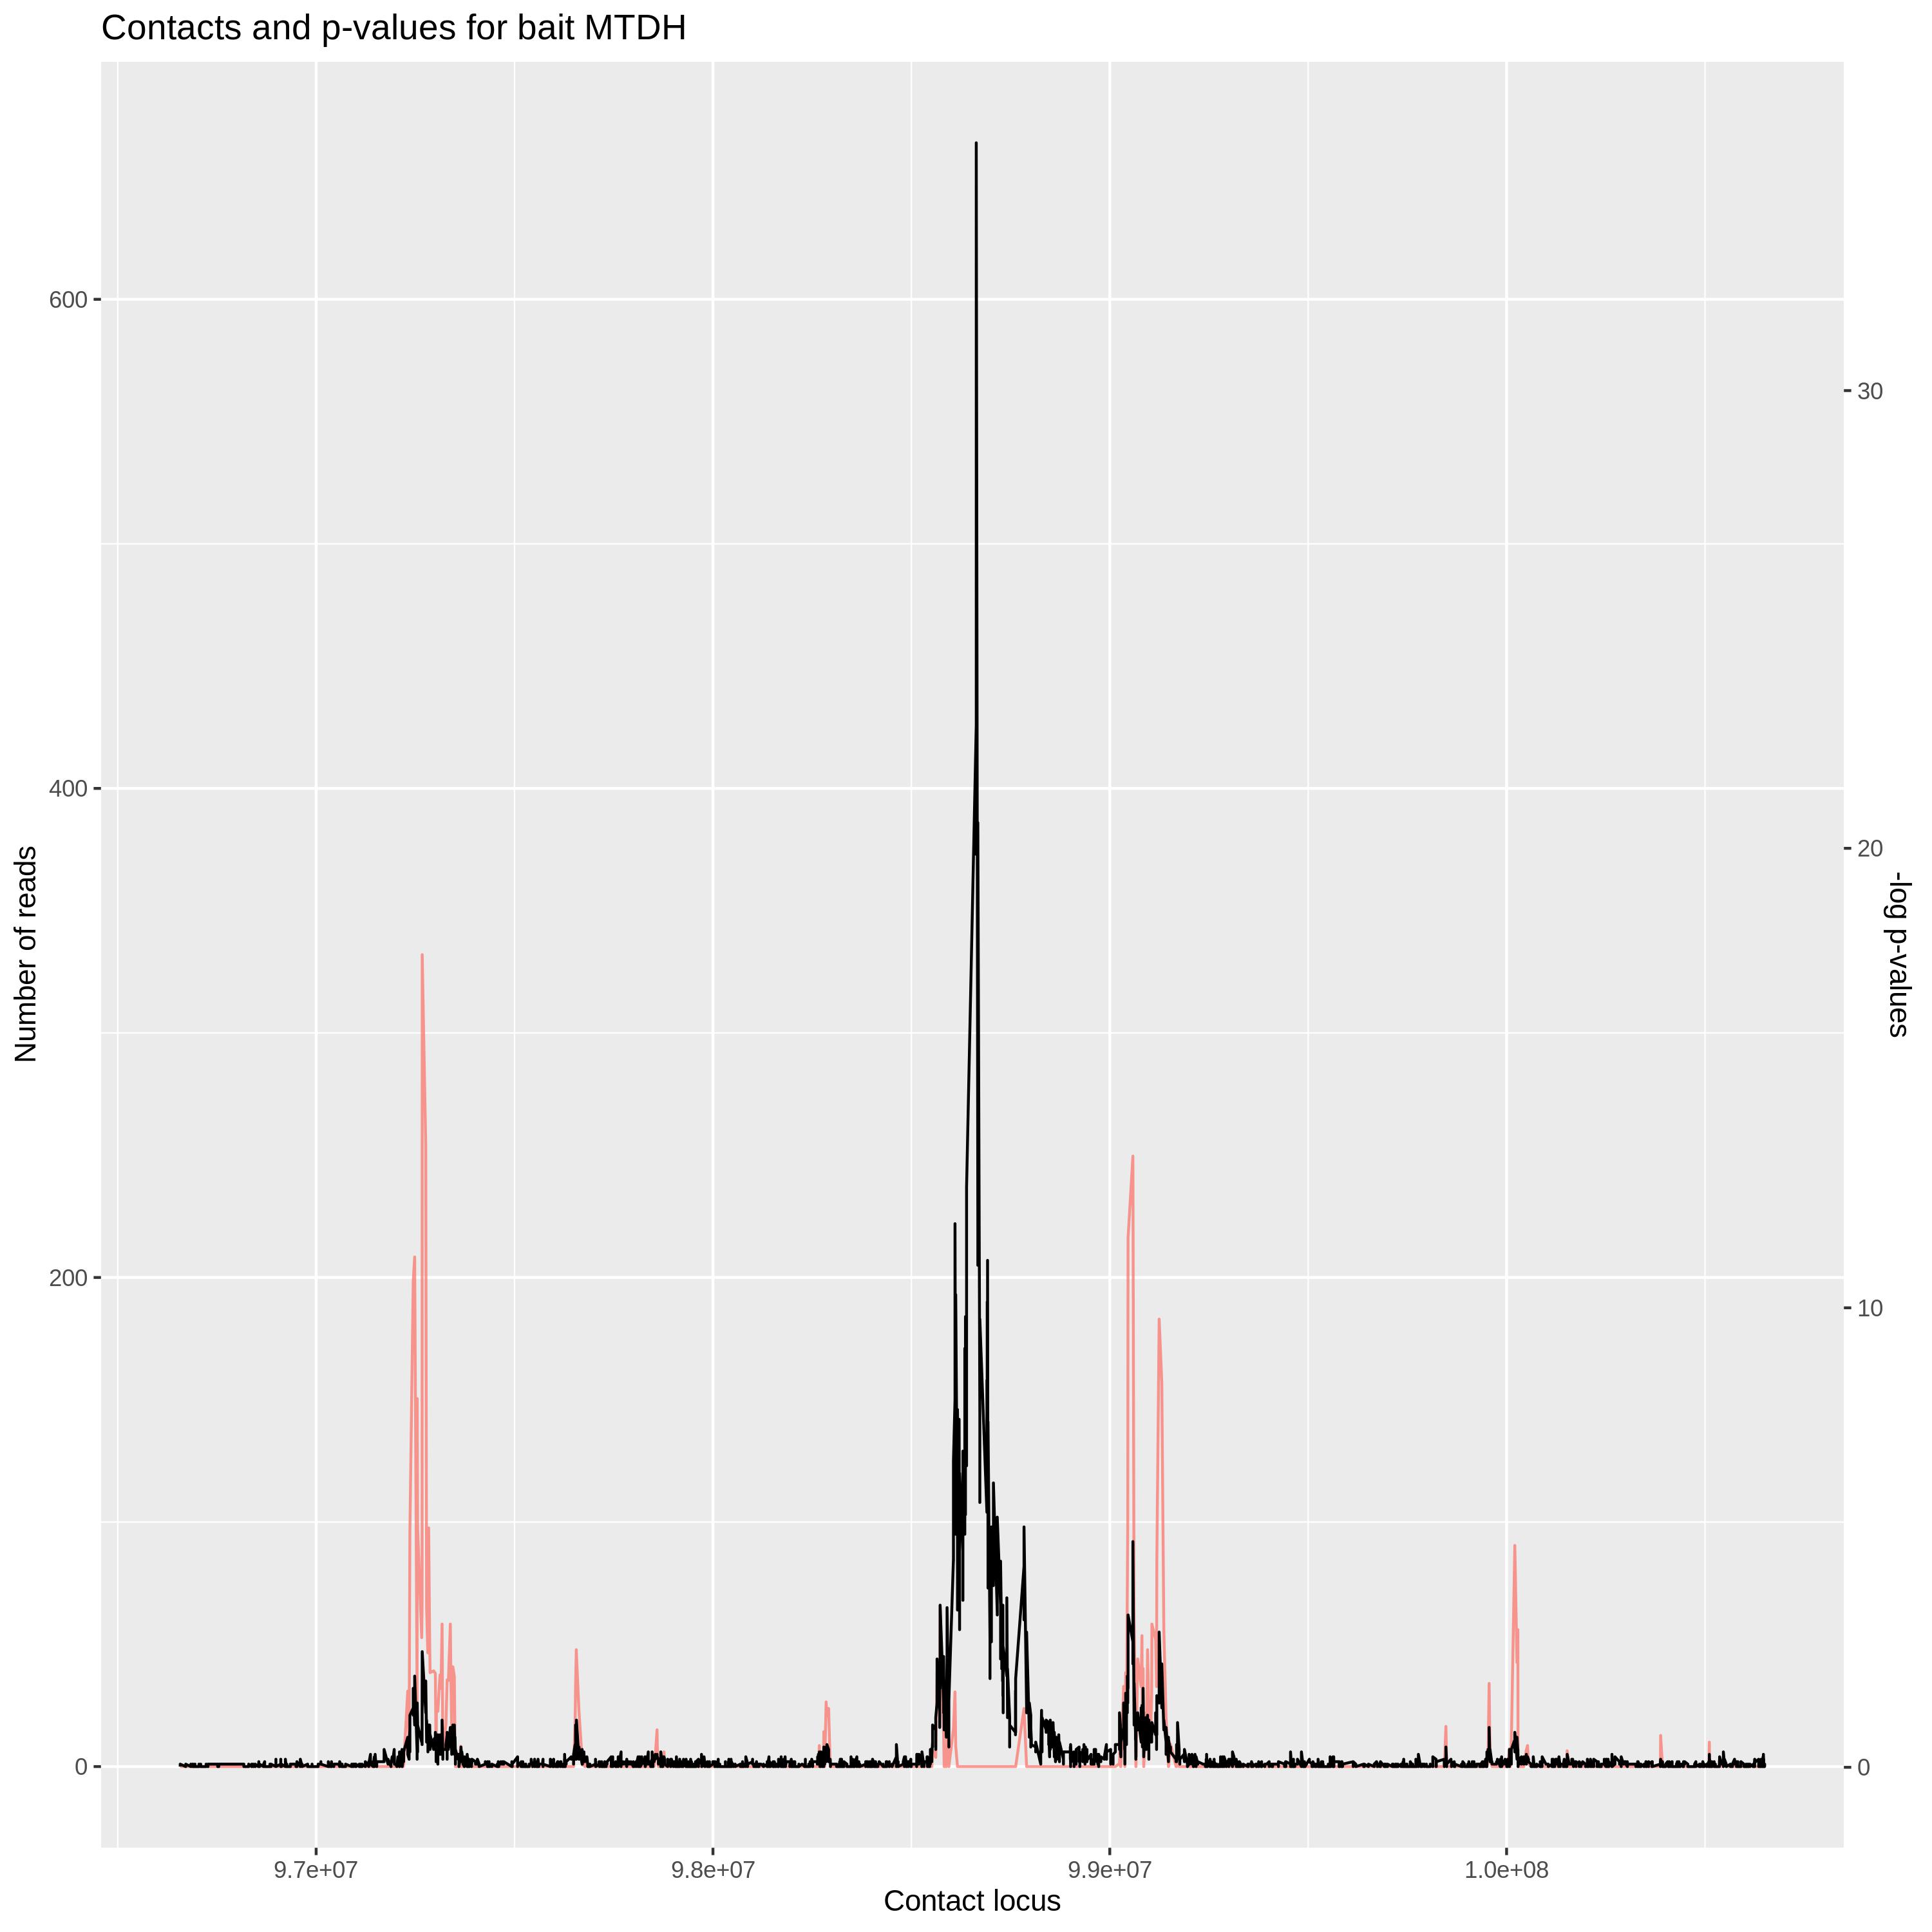 Contacts and p-values for bait MTDH
600
400
200
0
Number of reads
30
20
10
0
-log p-values
9.7e+07
9.8e+07
9.9e+07
1.0e+08
Contact locus